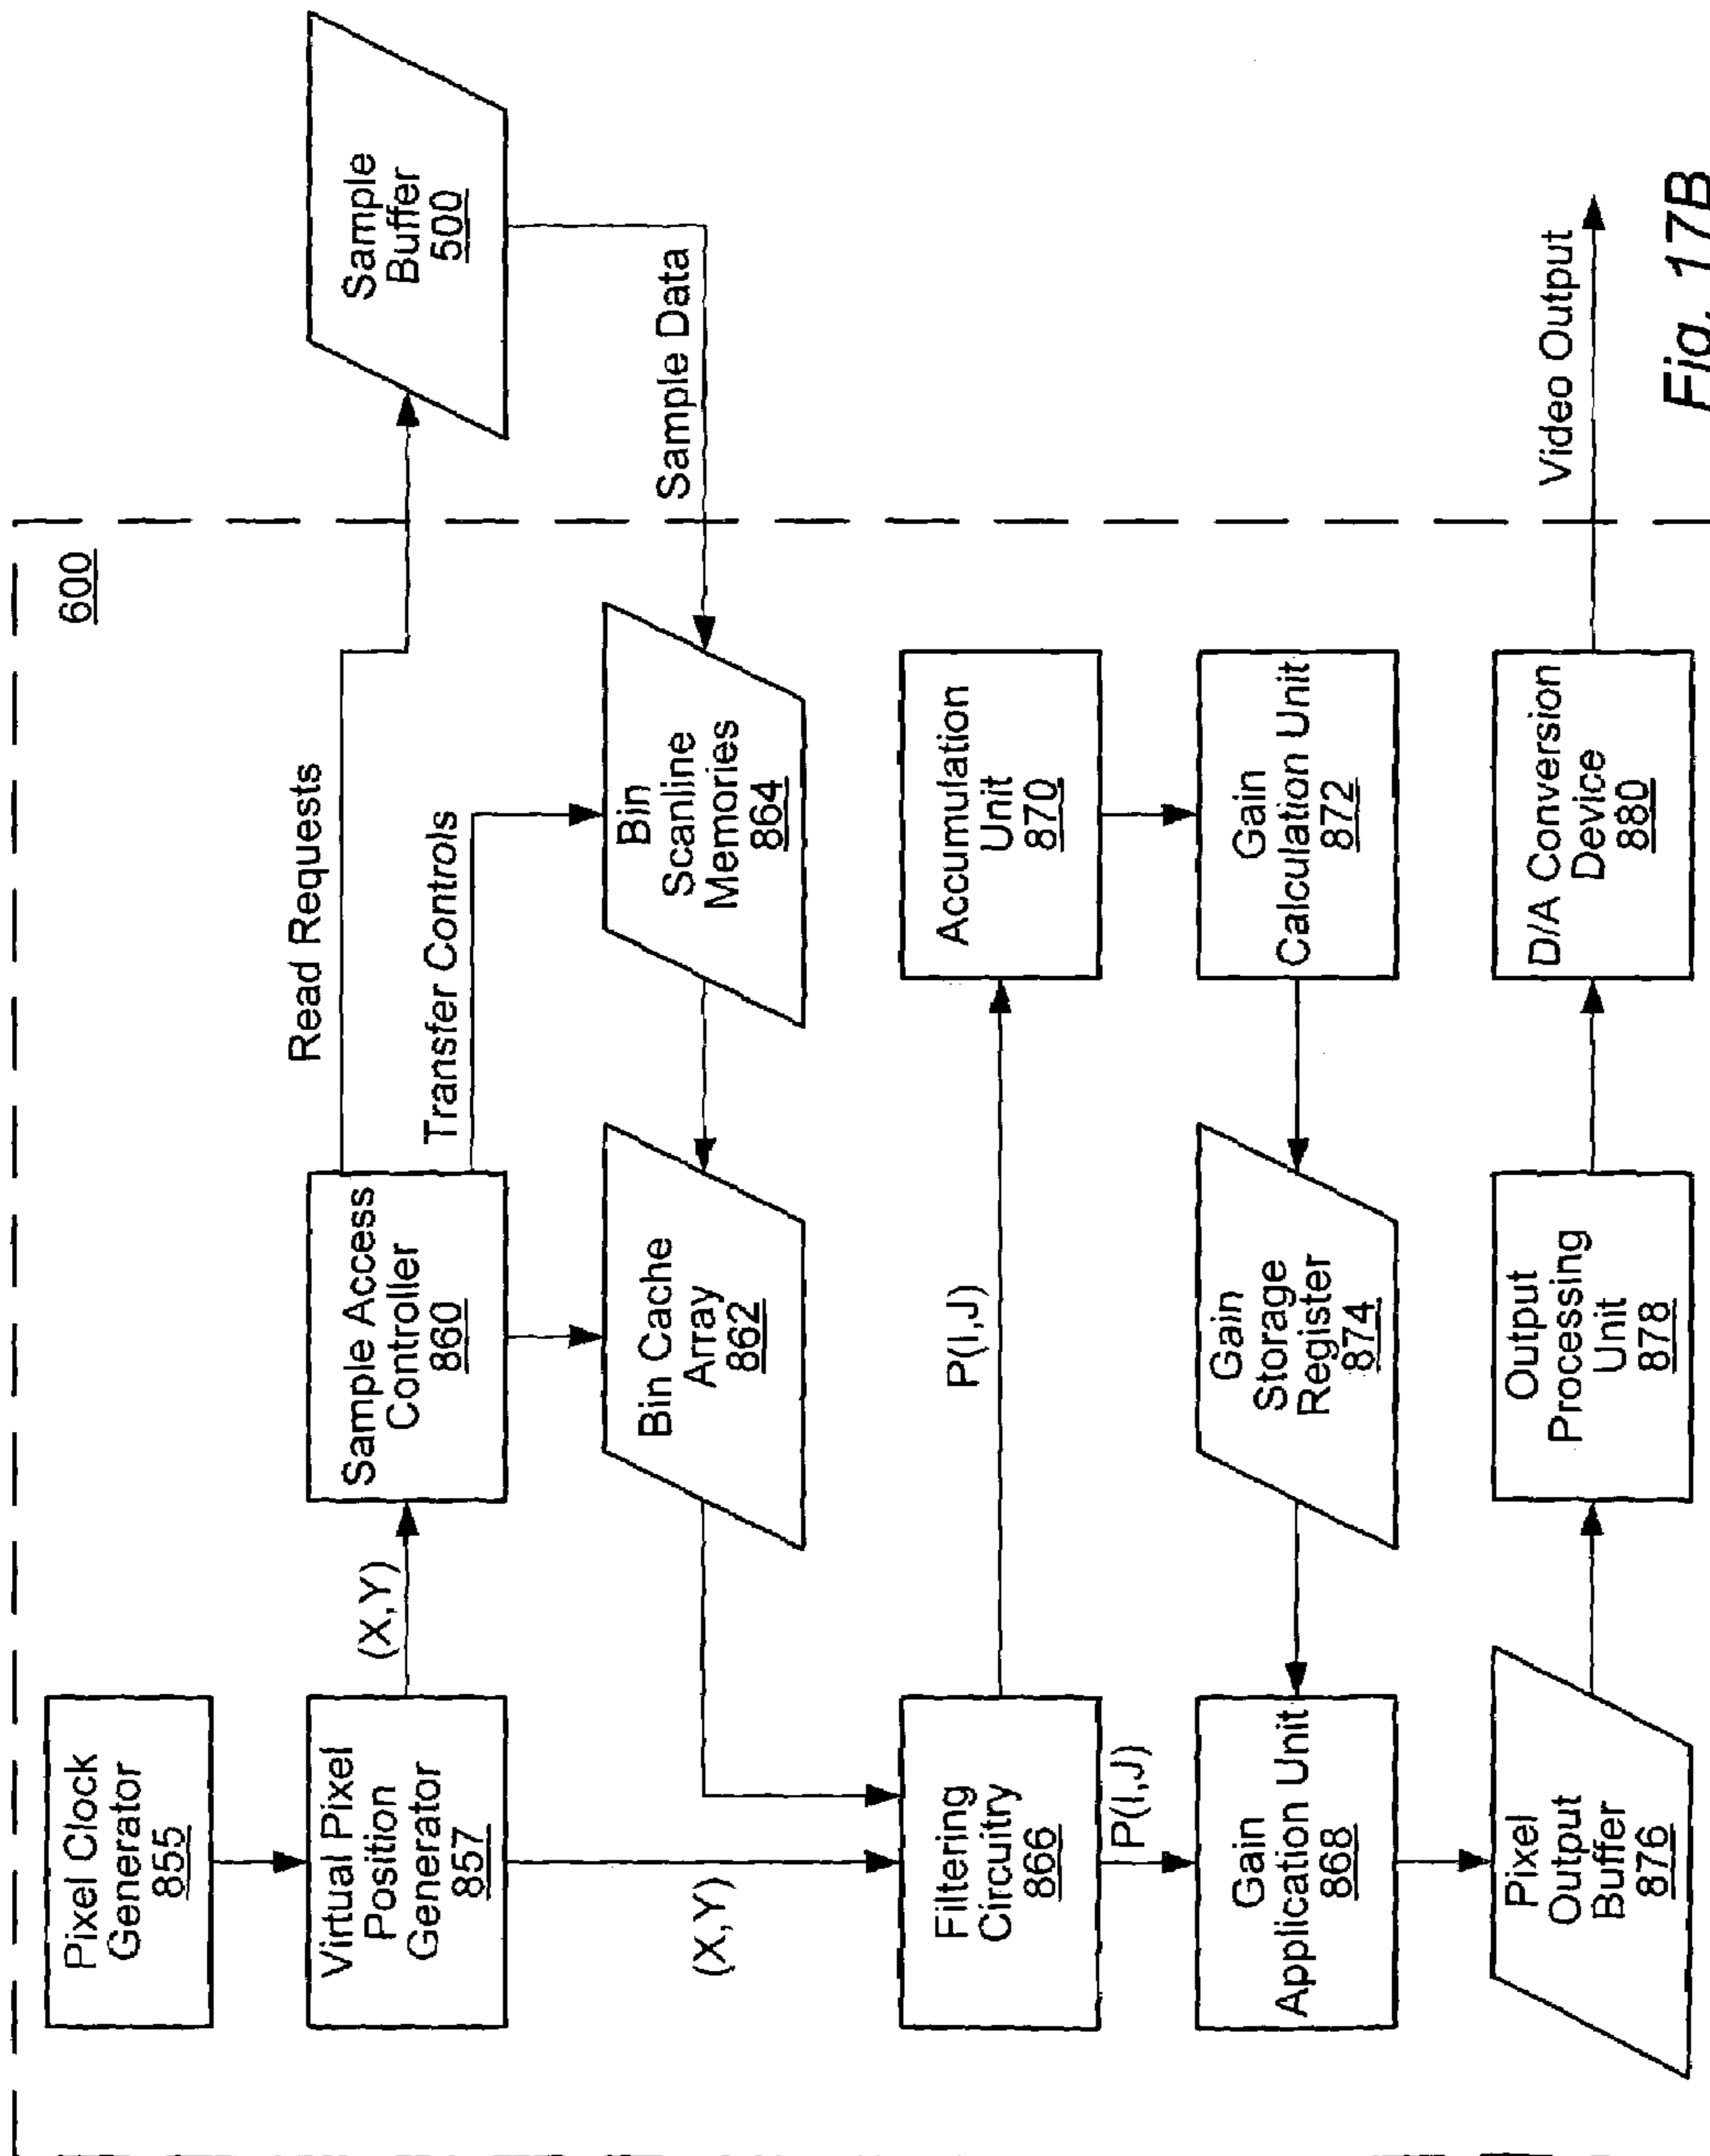 600
Pixel Clock
Generator
855
Virtual Pixel
Position
Generator
857
(X,Y)
Sample Access
Controller
860
Read Requests
Sample
Buffer
500
Transfer Controls
Sample Data
(X,Y)
Bin Cache
Array
862
Bin
Scanline
Memories
864
Filtering
Circuitry
866
P(I,J)
Accumulation
Unit
870
P(I,J)
Gain
Application Unit
868
Gain
Storage
Register
874
Gain
Calculation Unit
872
Pixel
Output
Buffer
876
Output
Processing
Unit
878
D/A Conversion
Device
880
Video Output
Fig. 17B